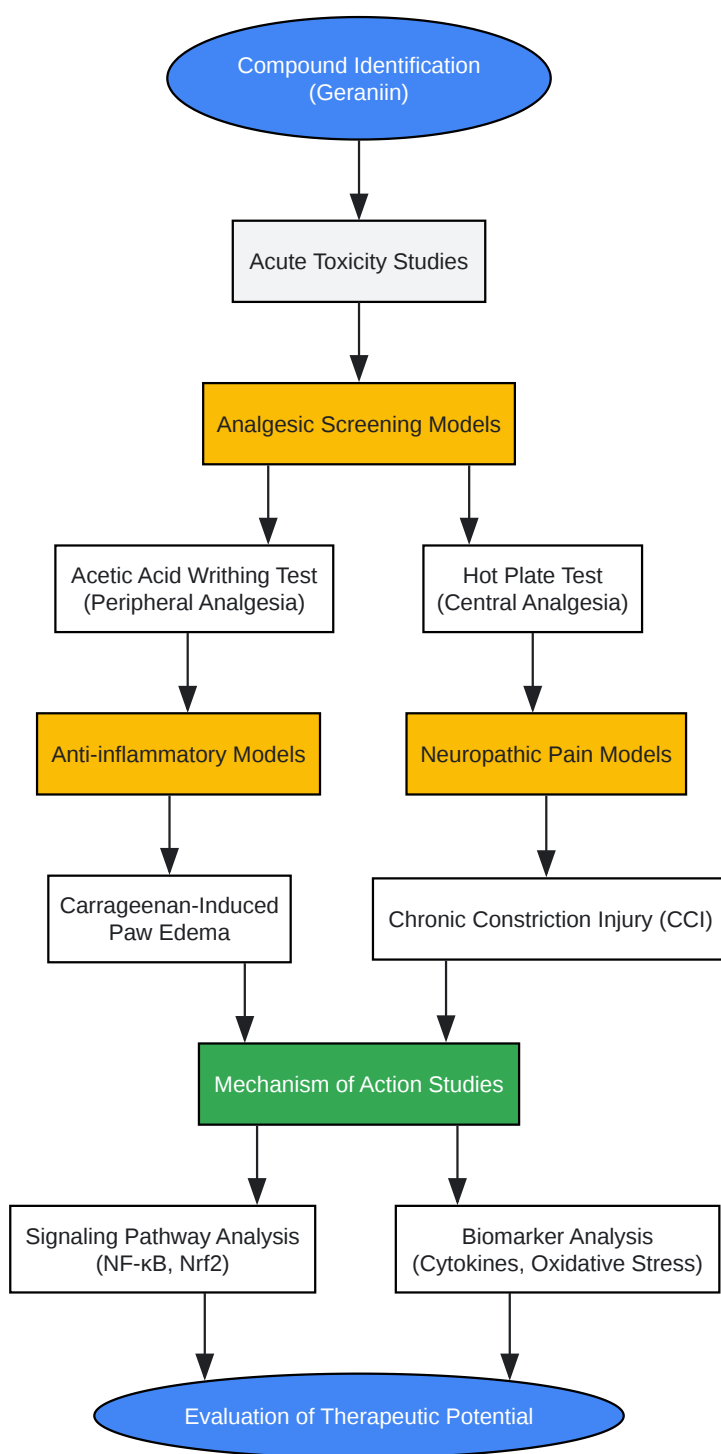 Compound Identification
(Geraniin)
Acute Toxicity Studies
Analgesic Screening Models
Acetic Acid Writhing Test
(Peripheral Analgesia)
Hot Plate Test
(Central Analgesia)
Anti-inflammatory Models
Neuropathic Pain Models
Carrageenan-Induced
Paw Edema
Chronic Constriction Injury (CCI)
Mechanism of Action Studies
Signaling Pathway Analysis
(NF-κB, Nrf2)
Biomarker Analysis
(Cytokines, Oxidative Stress)
Evaluation of Therapeutic Potential